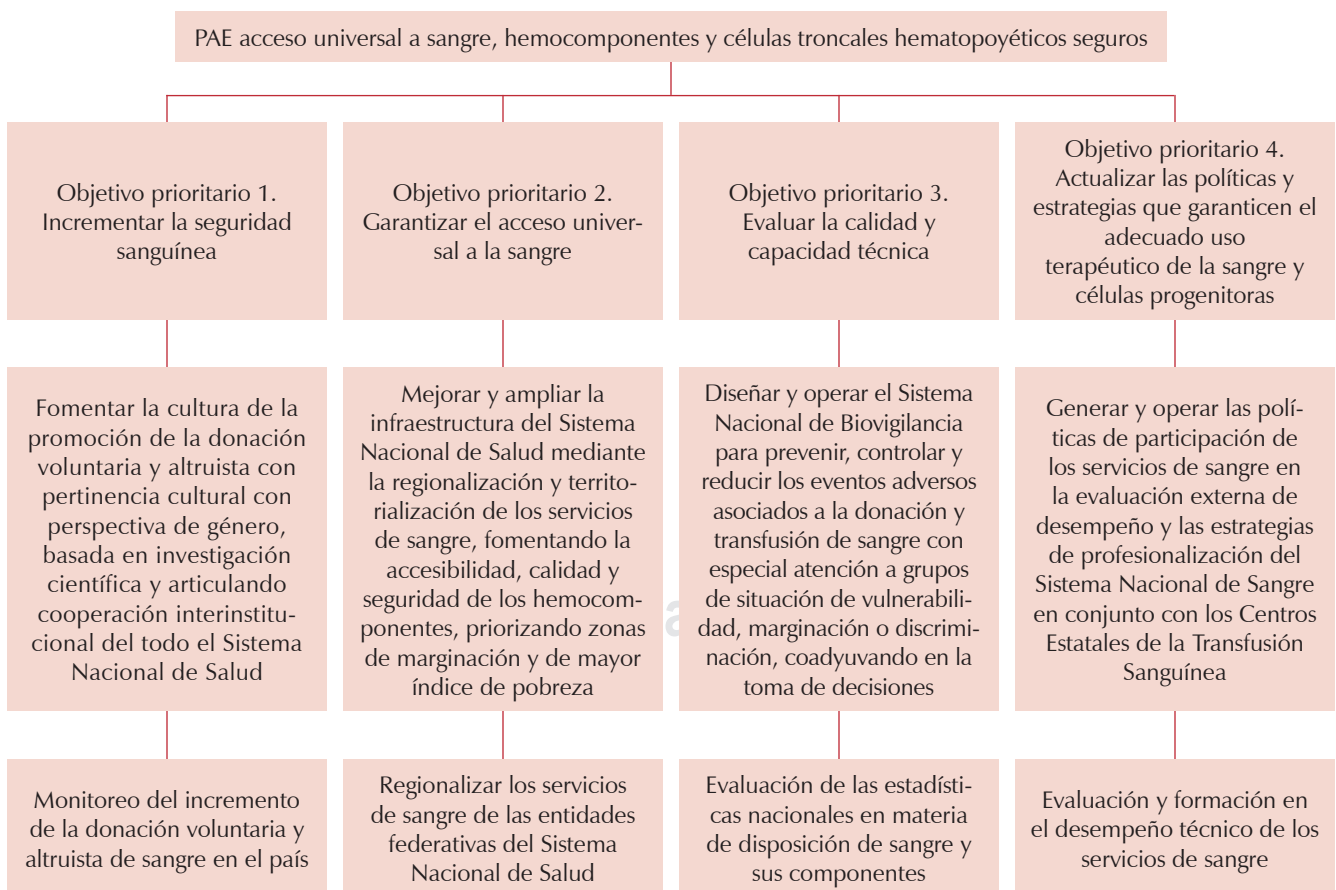 PAE acceso universal a sangre, hemocomponentes y células troncales hematopoyéticos seguros
Objetivo prioritario 1.
Incrementar la seguridad
sanguínea
Objetivo prioritario 2.
Garantizar el acceso univer-
sal a la sangre
Objetivo prioritario 3.
Evaluar la calidad y
capacidad técnica
Objetivo prioritario 4.
Actualizar las políticas y
estrategias que garanticen el
adecuado uso
terapéutico de la sangre y
células progenitoras
Fomentar la cultura de la
promoción de la donación
voluntaria y altruista con
pertinencia cultural con
perspectiva de género,
basada en investigación
científica y articulando
cooperación interinstitu-
cional del todo el Sistema
Nacional de Salud
Mejorar y ampliar la
infraestructura del Sistema
Nacional de Salud mediante
la regionalización y territo-
rialización de los servicios
de sangre, fomentando la
accesibilidad, calidad y
seguridad de los hemocom-
ponentes, priorizando zonas
de marginación y de mayor
índice de pobreza
Diseñar y operar el Sistema
Nacional de Biovigilancia
para prevenir, controlar y
reducir los eventos adversos
asociados a la donación y
transfusión de sangre con
especial atención a grupos
de situación de vulnerabili-
dad, marginación o discrimi-
nación, coadyuvando en la
toma de decisiones
Generar y operar las polí-
ticas de participación de
los servicios de sangre en
la evaluación externa de
desempeño y las estrategias
de profesionalización del
Sistema Nacional de Sangre
en conjunto con los Centros
Estatales de la Transfusión
Sanguínea
Monitoreo del incremento
de la donación voluntaria y
altruista de sangre en el país
Regionalizar los servicios
de sangre de las entidades
federativas del Sistema
Nacional de Salud
Evaluación de las estadísti-
cas nacionales en materia
de disposición de sangre y
sus componentes
Evaluación y formación en
el desempeño técnico de los
servicios de sangre